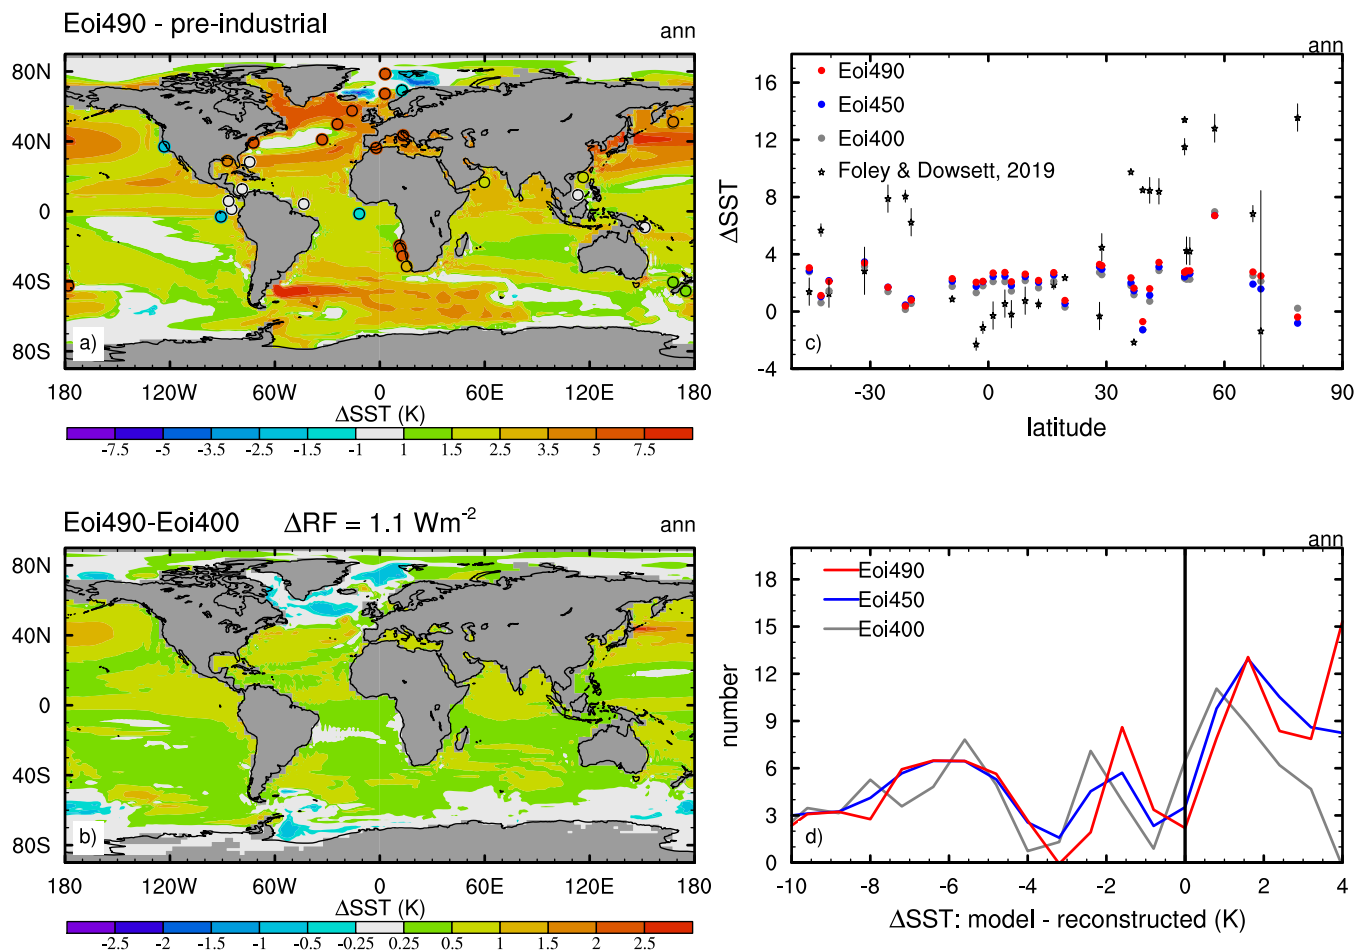 Eoi490 - pre-industrial
ann
80N
40N
0
40S
80S
a)
180
120W
60W
0
60E
120E
180
ΔSST (K)
-7.5
-5
-3.5
-2.5
-1.5
-1
1
1.5
2.5
3.5
5
7.5
ann
18
14
10
6
2
-2
ΔSST
Eoi490
Eoi450
Eoi400
Foley & Dowsett, 2019
c)
-30
0
30
60
90
latitude
Eoi490-Eoi400 ΔRF = 1.1 Wm-2
ann
80N
40N
0
40S
80S
b)
180
120W
60W
0
60E
120E
180
ΔSST (K)
-2.5
-2
-1.5
-1
-0.5
-0.25
0.25
0.5
1
1.5
2
2.5
ann
18
15
12
9
6
3
0
number
Eoi490
Eoi450
Eoi400
d)
-10
-8
-6
-4
-2
0
2
4
ΔSST: model - reconstructed (K)